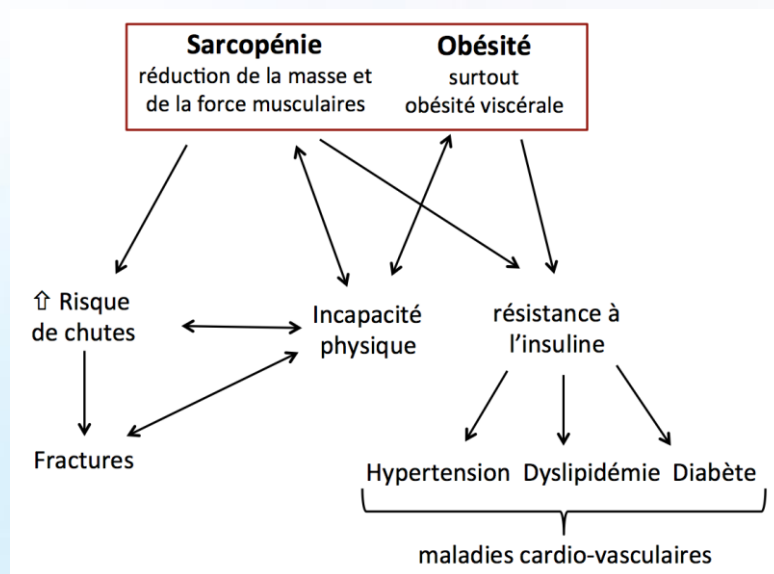 Sarcopénie
réduction de la masse et
de la force musculaires
Obésité
surtout
obésité viscérale
⇧ Risque
de chutes
Incapacité
physique
résistance à
l'insuline
Fractures
Hypertension Dyslipidémie Diabète
maladies cardio-vasculaires